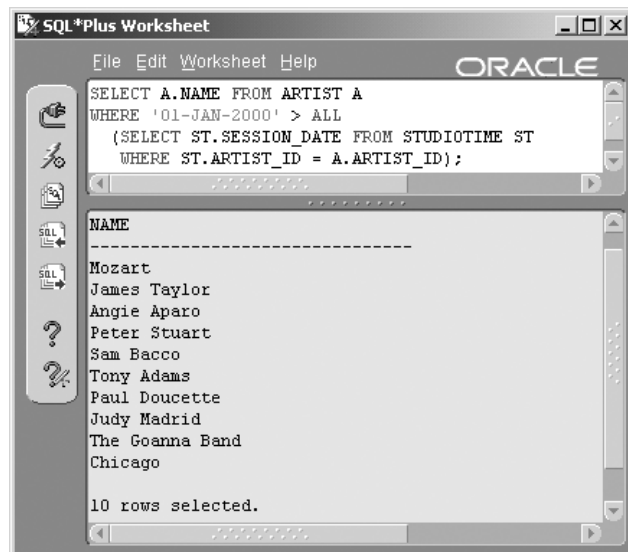 SQL*Plus Worksheet
File Edit Worksheet Help
ORACLE
SELECT A.NAME FROM ARTIST A
WHERE '01-JAN-2000' > ALL
(SELECT ST.SESSION_DATE FROM STUDIOTIME ST
WHERE ST.ARTIST_ID = A.ARTIST_ID);
NAME
--------------------------------
Mozart
James Taylor
Angie Aparo
Peter Stuart
Sam Bacco
Tony Adams
Paul Doucette
Judy Madrid
The Goanna Band
Chicago
10 rows selected.